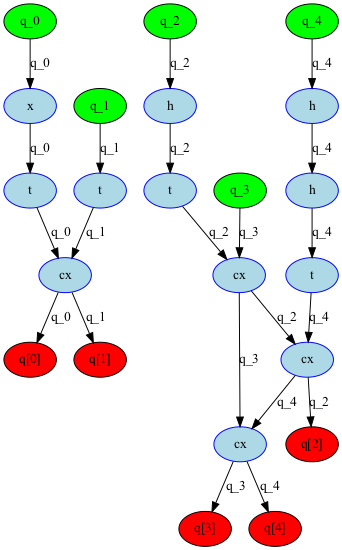 q_0 q_2 q_4
q_0 q_2 q_4
x q_1 h h
q_0 q_1 q_2 q_4
t t t q_3 h
q_0 q_1 q_2 q_3 q_4
cx cx t
q_0 q_1 q_2 q_4
q[0] q[1] q_3 cx
q_4 q_2
cx q[2]
q_3 q_4
q[3] q[4]